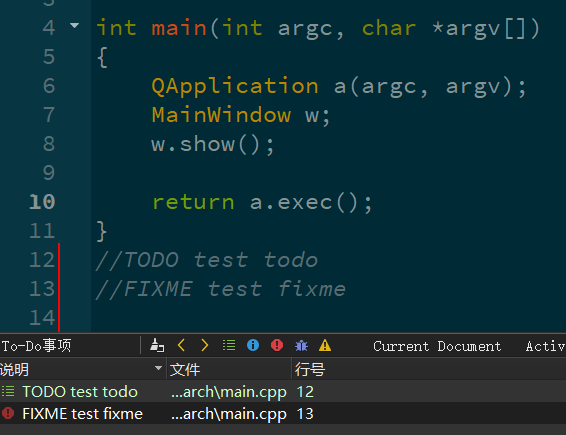 4 int main(int argc, char *argv[])
5 {
6 QApplication a(argc, argv);
7 MainWindow w;
8 w.show();
9
10 return a.exec();
11 }
12 //TODO test todo
13 //FIXME test fixme
14
To-Do事项 Current Document Activ
说明 文件 行号
TODO test todo ...arch\main.cpp 12
FIXME test fixme ...arch\main.cpp 13